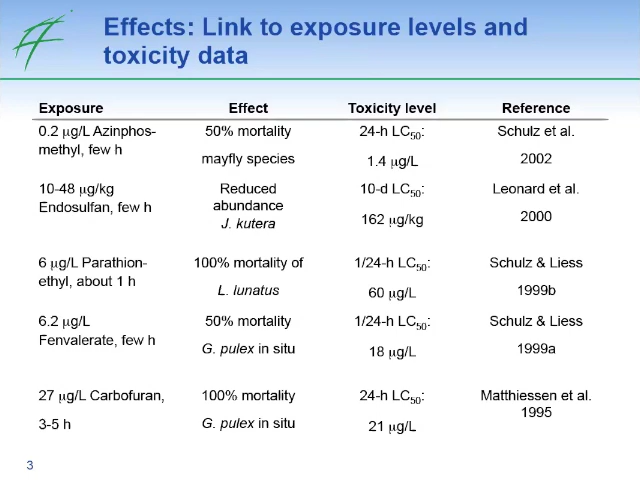 Effects: Link to exposure levels and
toxicity data
Exposure Effect Toxicity level Reference
0.2 µg/L Azinphos- 50% mortality 24-h LC50: Schulz et al.
methyl, few h mayfly species 1.4 µg/L 2002
10-48 µg/kg Reduced 10-d LC50: Leonard et al.
Endosulfan, few h abundance 162 µg/kg 2000
J. kutera
6 µg/L Parathion- 100% mortality of 1/24-h LC50: Schulz & Liess
ethyl, about 1 h L. lunatus 60 µg/L 1999b
6.2 µg/L 50% mortality 1/24-h LC50: Schulz & Liess
Fenvalerate, few h G. pulex in situ 18 µg/L 1999a
27 µg/L Carbofuran, 100% mortality 24-h LC50: Matthiessen et al.
3-5 h G. pulex in situ 21 µg/L 1995
3